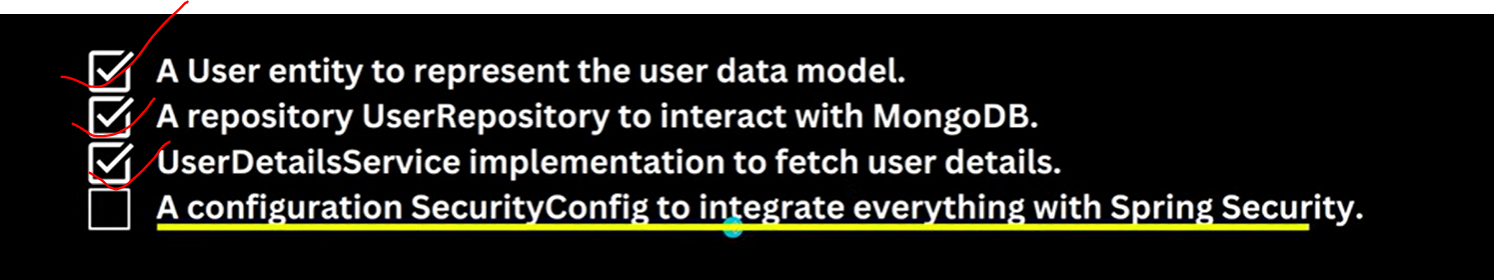 A User entity to represent the user data model.
A repository UserRepository to interact with MongoDB.
UserDetailsService implementation to fetch user details.
A configuration SecurityConfig to integrate everything with Spring Security.